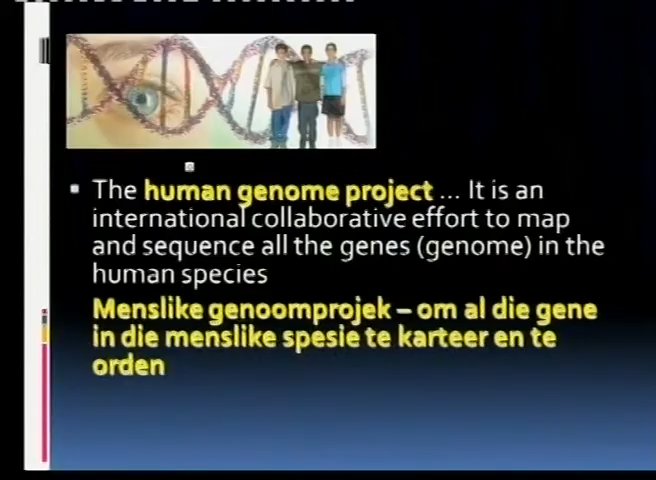 The human genome project ... It is an
international collaborative effort to map
and sequence all the genes (genome) in the
human species
Menslike genoomprojek – om al die gene
in die menslike spesie te karteer en te
orden